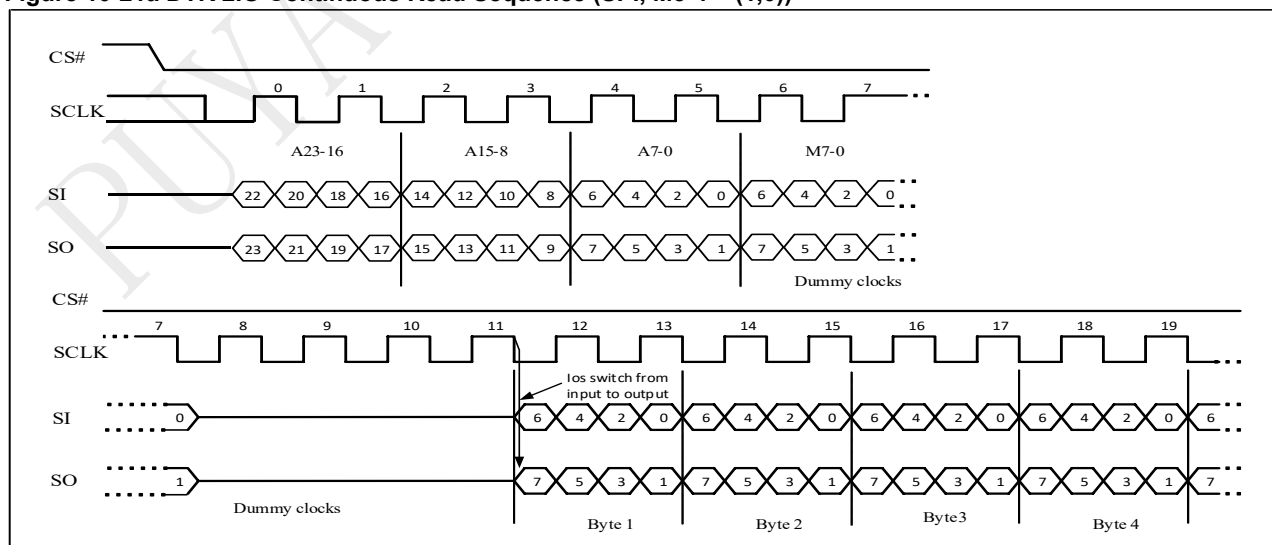 CS#
0 1 2 3 4 5 6 7
SCLK
A23-16 A15-8 A7-0 M7-0
SI 22 20 18 16 14 12 10 8 6 4 2 0 6 4 2 0
SO 23 21 19 17 15 13 11 9 7 5 3 1 7 5 3 1
Dummy clocks
CS#
7 8 9 10 11 12 13 14 15 16 17 18 19
SCLK
Ios switch from
input to output
SI 0 6 4 2 0 6 4 2 0 6 4 2 0 6 4 2 0 6
SO 1 7 5 3 1 7 5 3 1 7 5 3 1 7 5 3 1 7
Dummy clocks
Byte 1 Byte 2 Byte3 Byte 4
PUYA